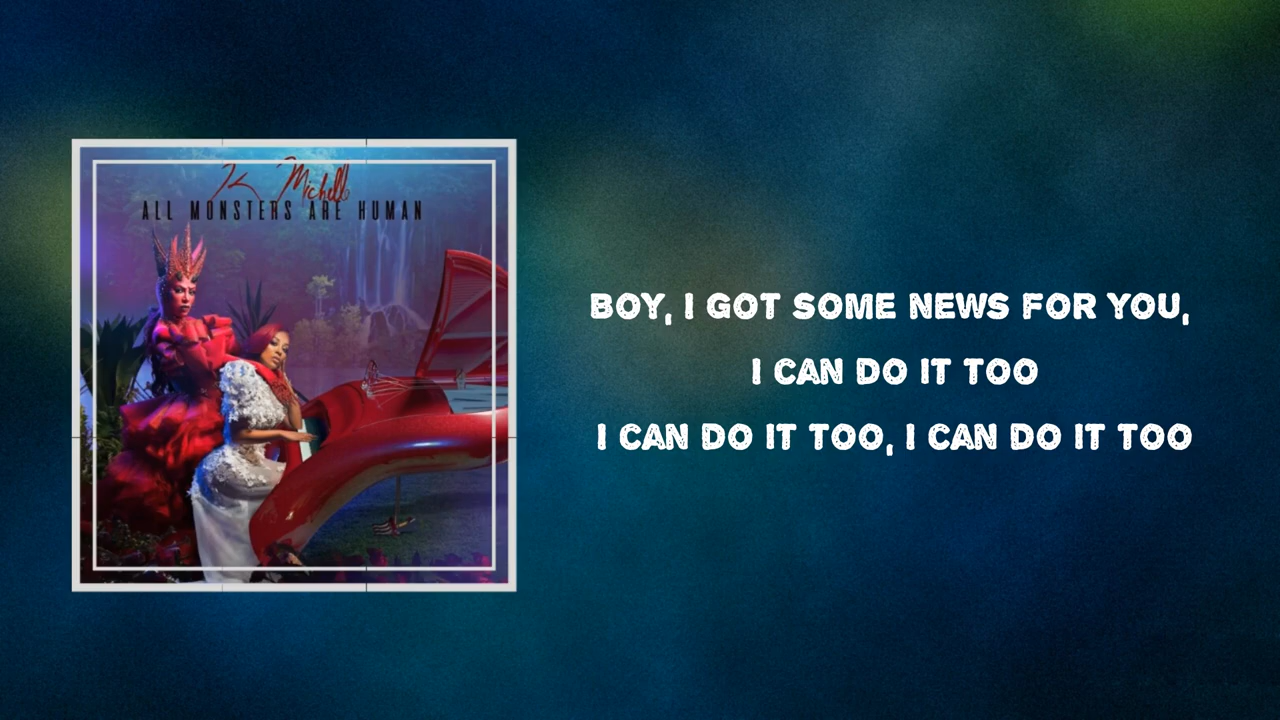 K. Michelle
ALL MONSTERS ARE HUMAN
BOY, I GOT SOME NEWS FOR YOU,
I CAN DO IT TOO
I CAN DO IT TOO, I CAN DO IT TOO